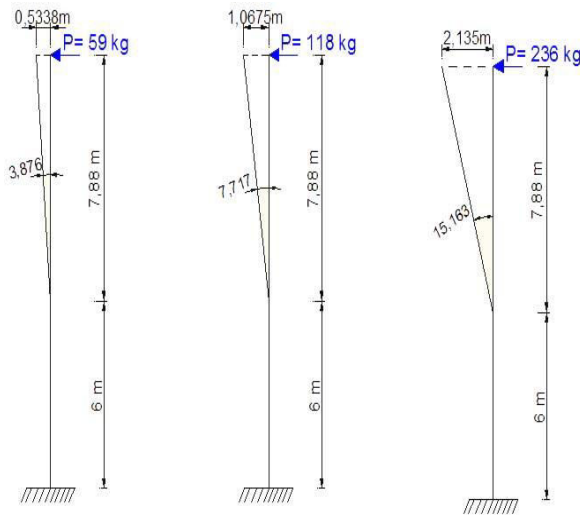 0,5338m
P= 59 kg
3,876
7,88 m
6 m
1,0675m
P= 118 kg
7,717
7,88 m
6 m
2,135m
P= 236 kg
15,163
7,88 m
6 m